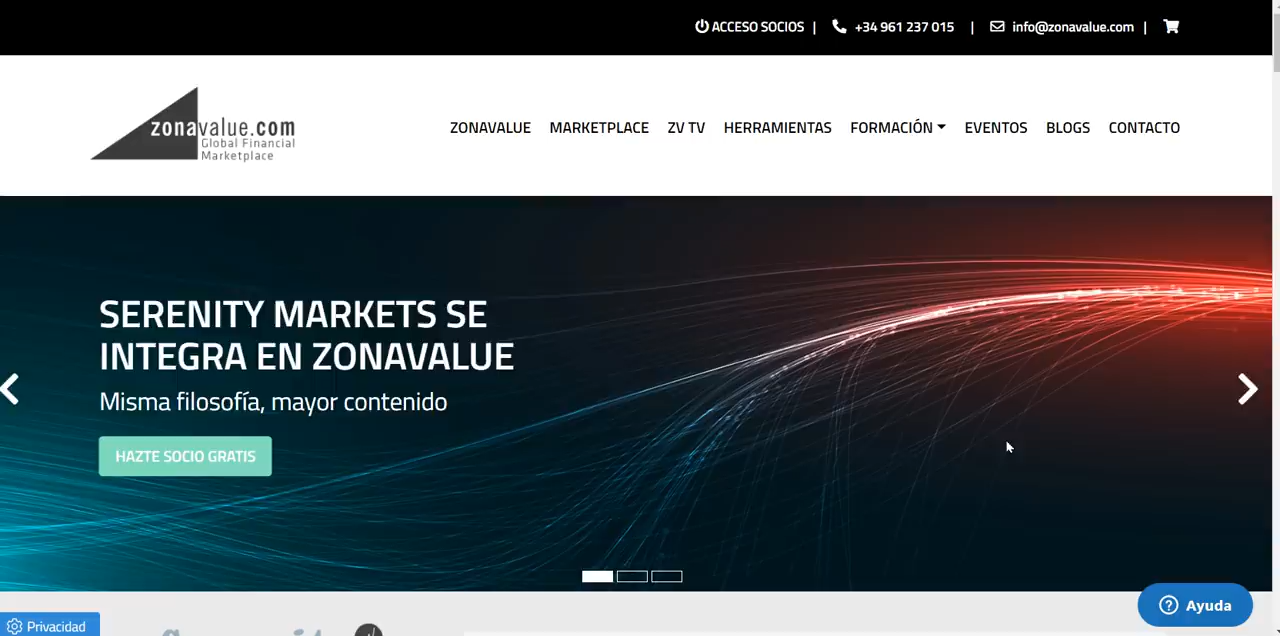 ACCESO SOCIOS | +34 961 237 015 | info@zonavalue.com |
zonavalue.com
Global Financial
Marketplace
ZONAVALUE MARKETPLACE ZV TV HERRAMIENTAS FORMACIÓN EVENTOS BLOGS CONTACTO
SERENITY MARKETS SE
INTEGRA EN ZONAVALUE
Misma filosofía, mayor contenido
HAZTE SOCIO GRATIS
Ayuda
Privacidad